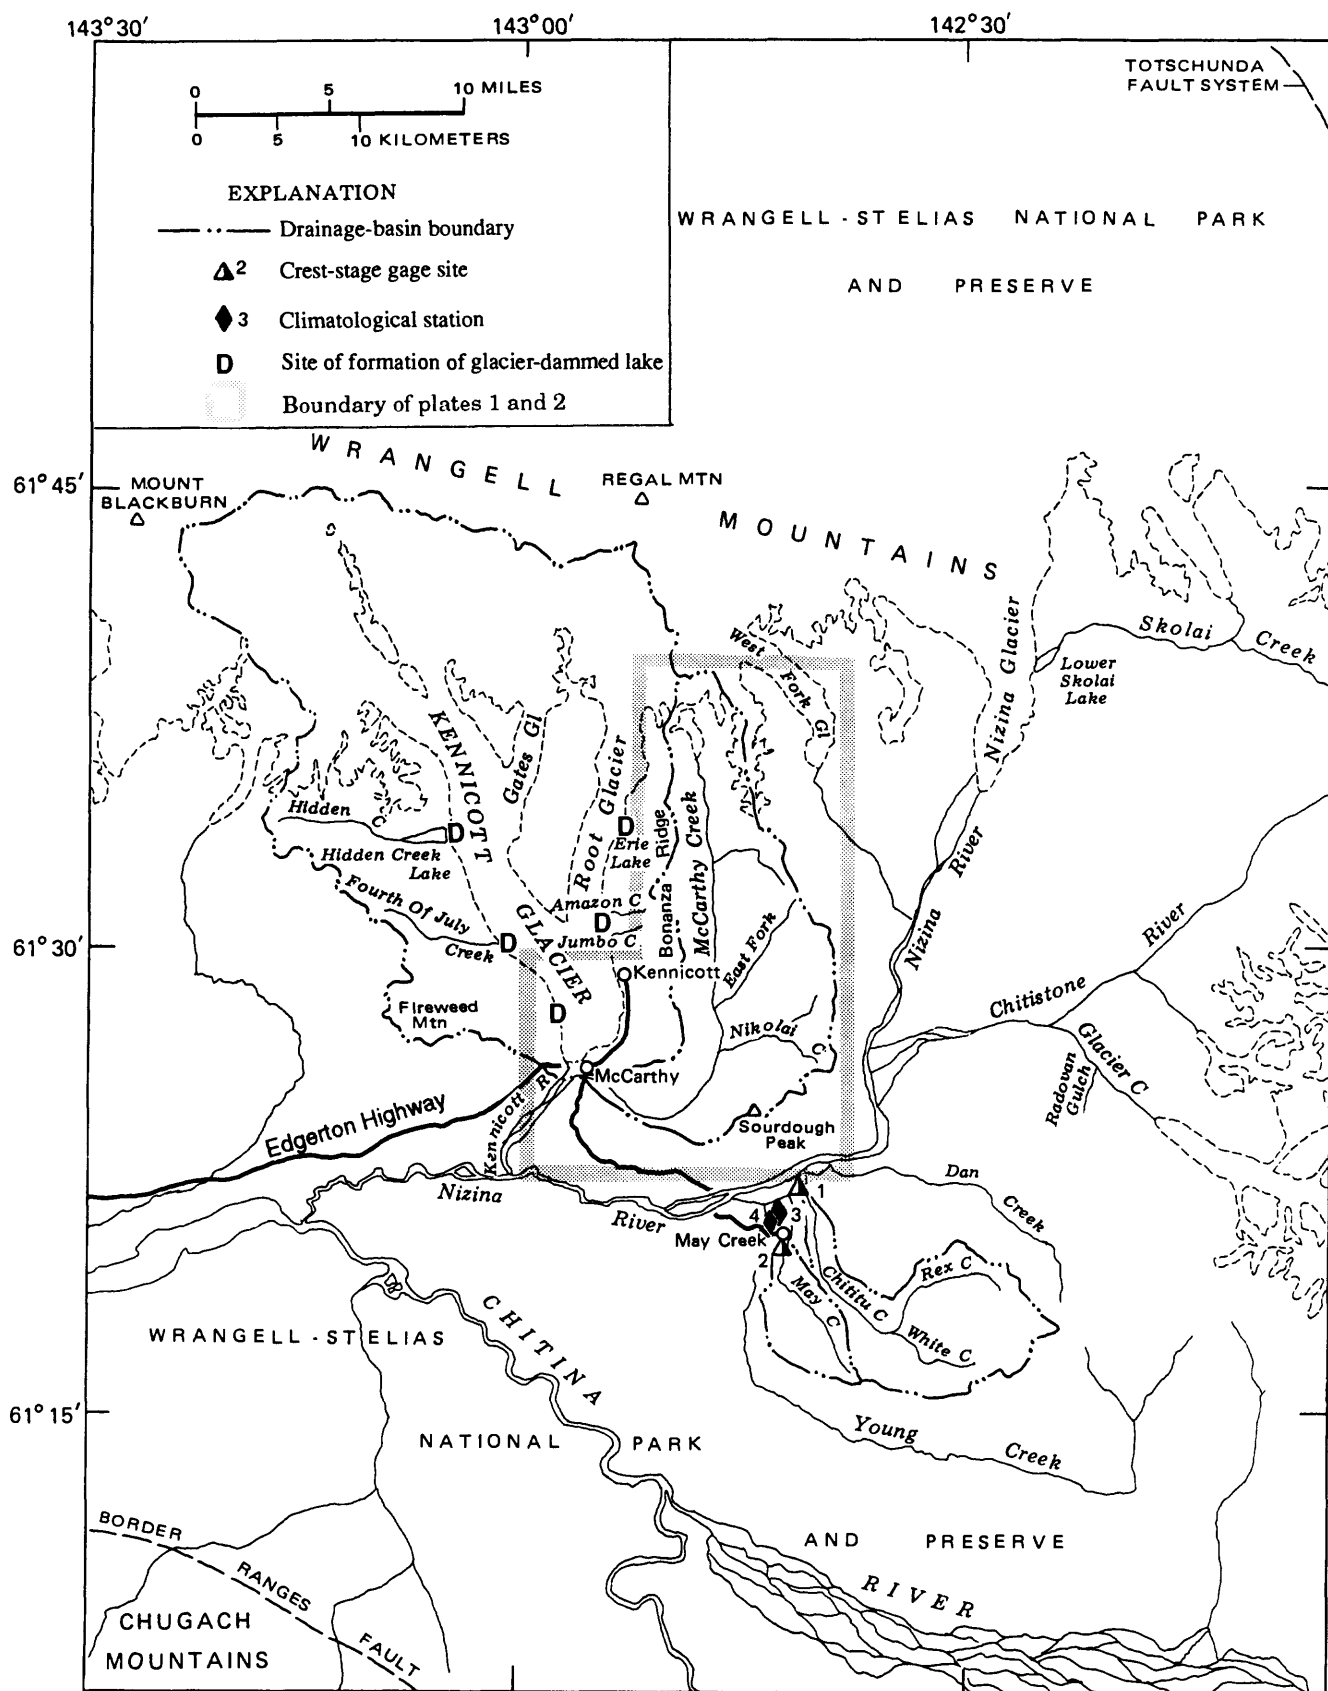 143°30′ 143°00′ 142°30′
TOTSCHUNDA
FAULT SYSTEM
0 5 10 MILES
0 5 10 KILOMETERS
EXPLANATION
Drainage-basin boundary
2 Crest-stage gage site
3 Climatological station
D Site of formation of glacier-dammed lake
Boundary of plates 1 and 2
WRANGELL - ST ELIAS NATIONAL PARK
AND PRESERVE
WRANGELL MOUNTAINS
61°45′
MOUNT
BLACKBURN
REGAL MTN
Nizina Glacier
Skolai Creek
Lower
Skolai
Lake
West Fork Gl
KENNICOTT GLACIER
Gates Gl
Root Glacier
Hidden C
D
Hidden Creek
Lake
D
Erie
Lake
Bonanza Ridge
McCarthy Creek
Fourth Of July
Creek
D
Amazon C
D
Jumbo C
61°30′
Kennicott
East Fork
Nizina River
Chitistone River
Glacier C
Radovan
Gulch
Fireweed
Mtn
D
Nikolai C
McCarthy
Kennicott R
Edgerton Highway
Sourdough
Peak
Nizina River
Dan Creek
1
4 3
May Creek
2
May C
Chititu C
Rex C
White C
CHITINA RIVER
WRANGELL - ST ELIAS
61°15′
NATIONAL PARK
Young Creek
AND PRESERVE
BORDER RANGES FAULT
CHUGACH
MOUNTAINS